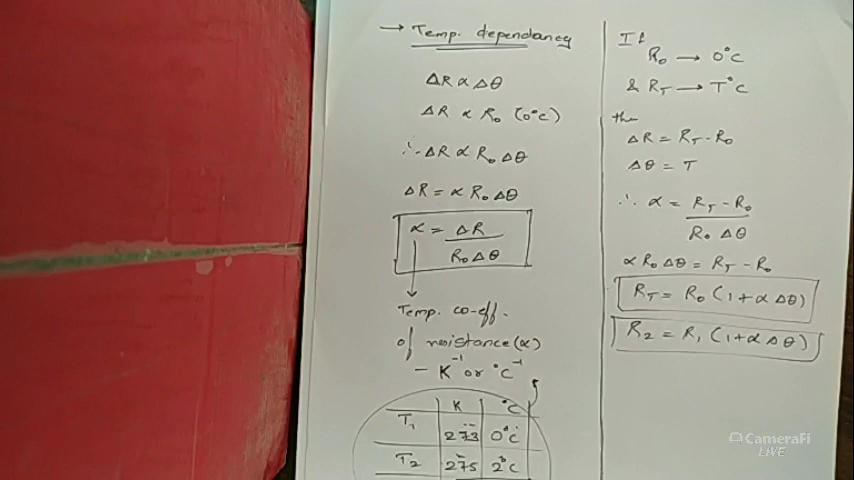 → Temp. dependancy
ΔR ∝ Δθ
ΔR ∝ R₀ (0°C)
∴ ΔR ∝ R₀ Δθ
ΔR = α R₀ Δθ
α = ΔR / R₀ Δθ
Temp. co-eff.
of resistance (α)
– K⁻¹ or °C⁻¹
K °C
T₁ 273 0°C
T₂ 275 2°C
If
R₀ → 0°C
& R_T → T°C
then
ΔR = R_T - R₀
Δθ = T
∴ α = R_T - R₀ / R₀ Δθ
α R₀ Δθ = R_T - R₀
R_T = R₀ (1 + α Δθ)
R₂ = R₁ (1 + α Δθ)
CameraFi
LIVE